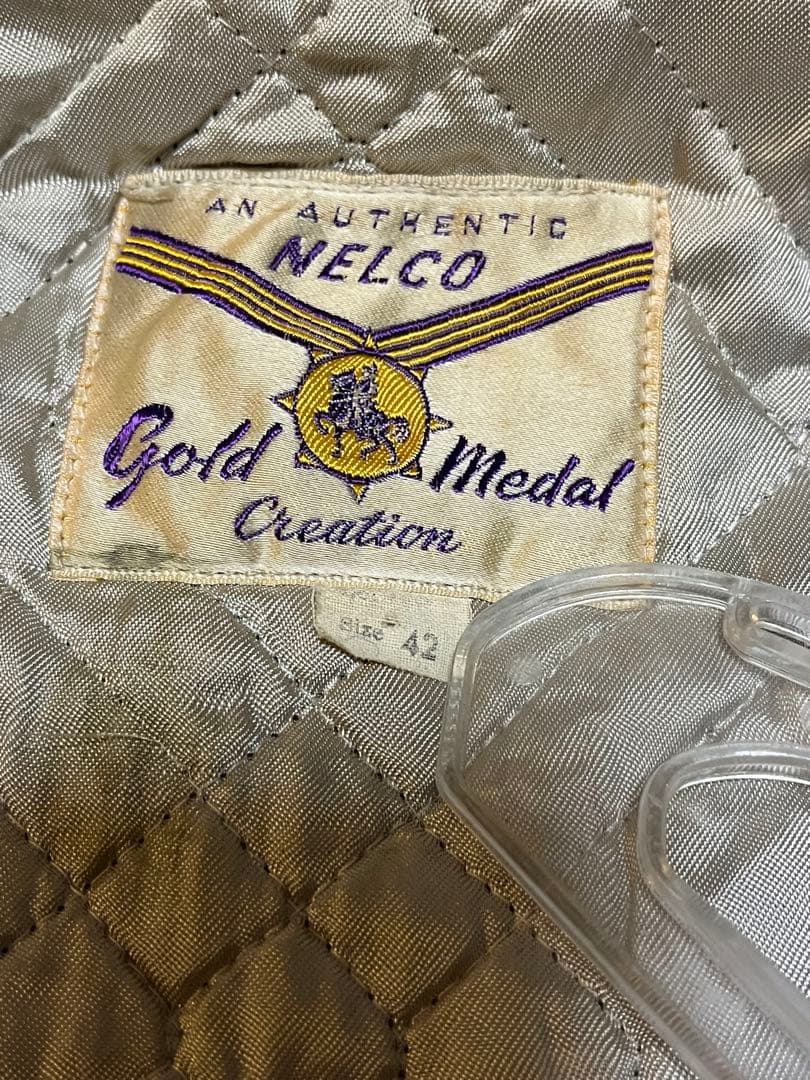 AN AUTHENTIC
NELCO
Gold Medal
Creation
Size 42